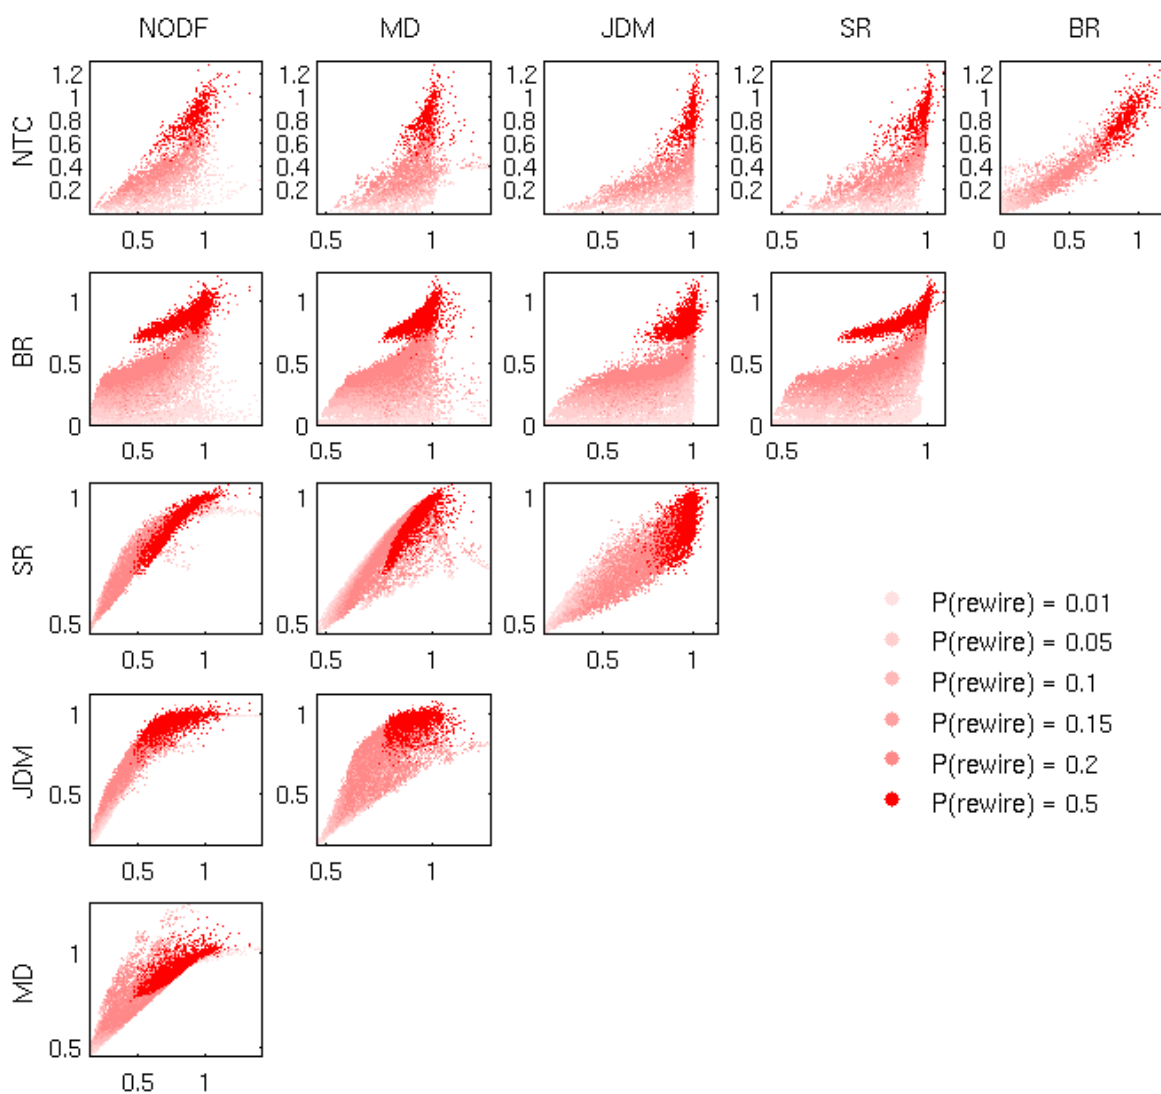 NODF MD JDM SR BR
NTC
1.2 1.2 1.2 1.2 1.2
1 1 1 1 1
0.8 0.8 0.8 0.8 0.8
0.6 0.6 0.6 0.6 0.6
0.4 0.4 0.4 0.4 0.4
0.2 0.2 0.2 0.2 0.2
0.5 1 0.5 1 0.5 1 0.5 1 0 0.5 1
BR
1 1 1 1
0.5 0.5 0.5 0.5
0 0 0 0
0.5 1 0.5 1 0.5 1 0.5 1
SR
1 1 1
0.5 0.5 0.5
0.5 1 0.5 1 0.5 1
P(rewire) = 0.01
P(rewire) = 0.05
P(rewire) = 0.1
P(rewire) = 0.15
P(rewire) = 0.2
P(rewire) = 0.5
JDM
1 1
0.5 0.5
0.5 1 0.5 1
MD
1
0.5
0.5 1